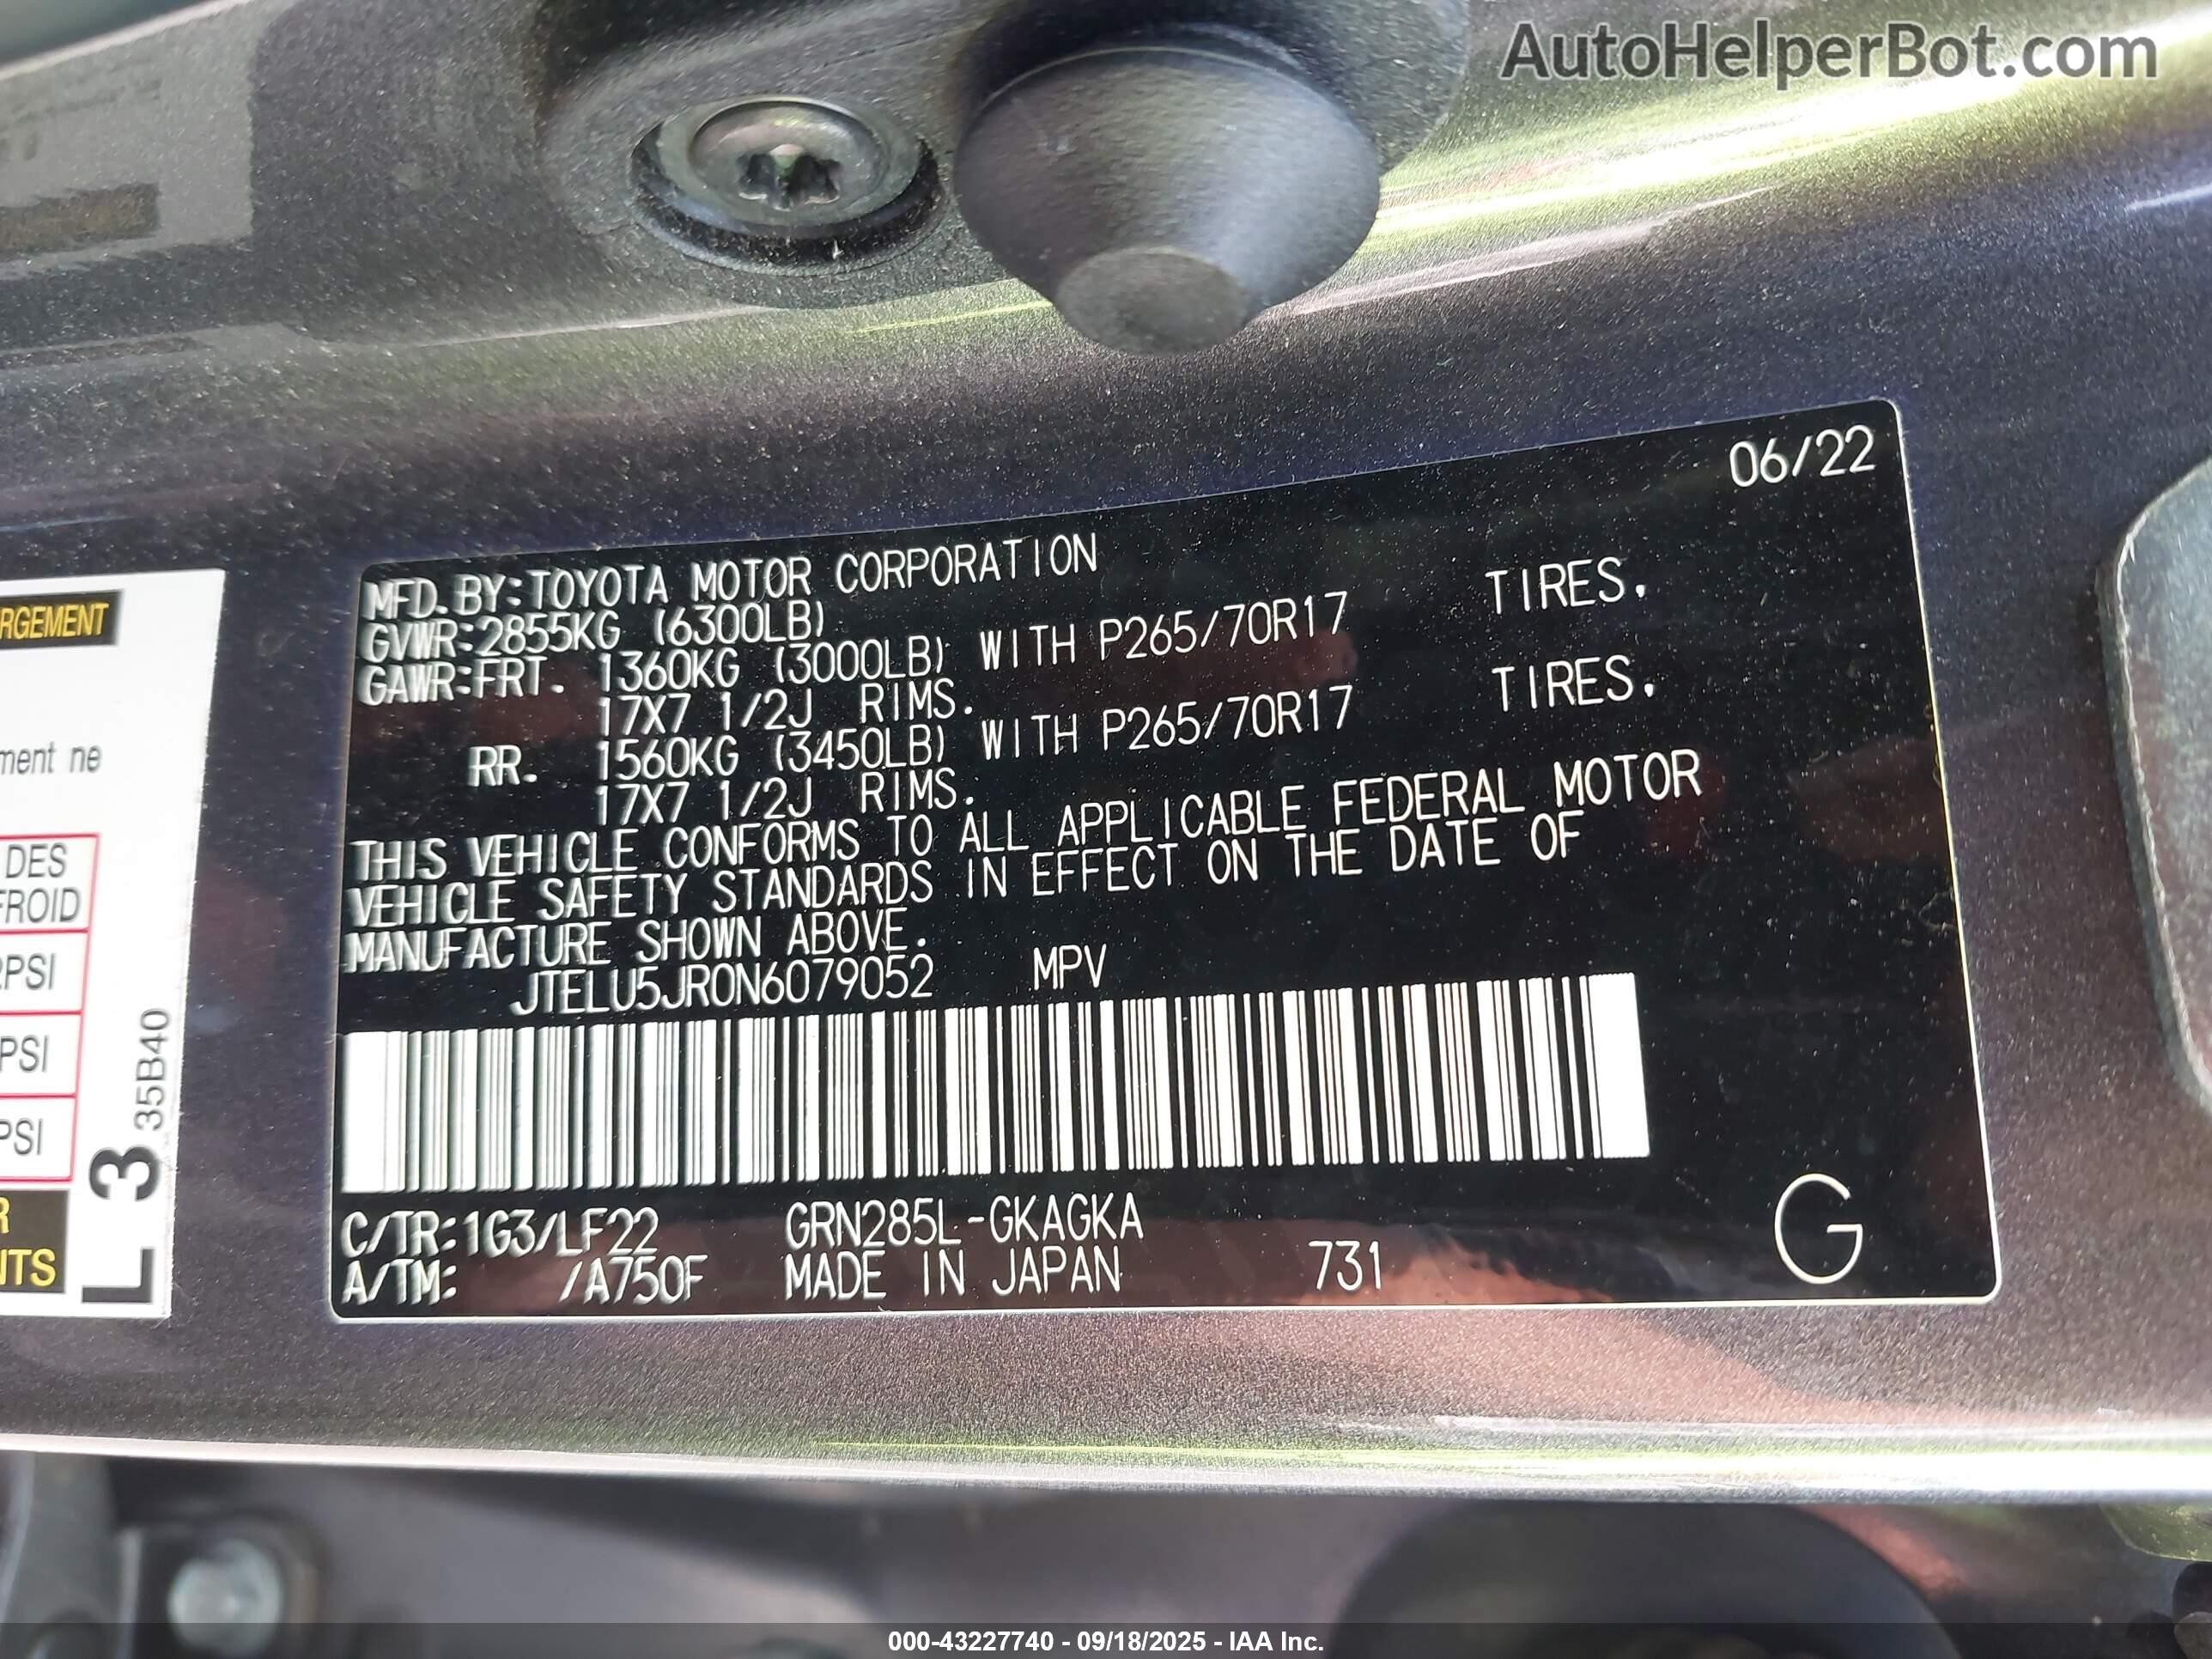 AutoHelperBot.com
06/22
MFD.BY:TOYOTA MOTOR CORPORATION
GVWR:2855KG (6300LB)
GAWR:FRT. 1360KG (3000LB) WITH P265/70R17 TIRES,
17X7 1/2J RIMS.
RR. 1560KG (3450LB) WITH P265/70R17 TIRES,
17X7 1/2J RIMS.
THIS VEHICLE CONFORMS TO ALL APPLICABLE FEDERAL MOTOR
VEHICLE SAFETY STANDARDS IN EFFECT ON THE DATE OF
MANUFACTURE SHOWN ABOVE.
JTELU5JR0N6079052 MPV
C/TR:1G3/LF22 GRN285L-GKAGKA
A/TM: /A750F MADE IN JAPAN 731 G
RGEMENT
ment ne
DES
FROID
PSI
PSI
PSI
R
NTS
L3
35B40
000-43227740 - 09/18/2025 - IAA Inc.